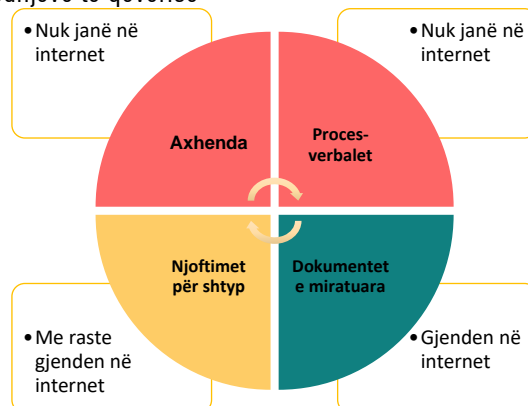 • Nuk janë në
internet
• Nuk janë në
internet
Axhenda
Proces-
verbalet
Njoftimet
për shtyp
Dokumentet
e miratuara
• Me raste
gjenden në
internet
• Gjenden në
internet